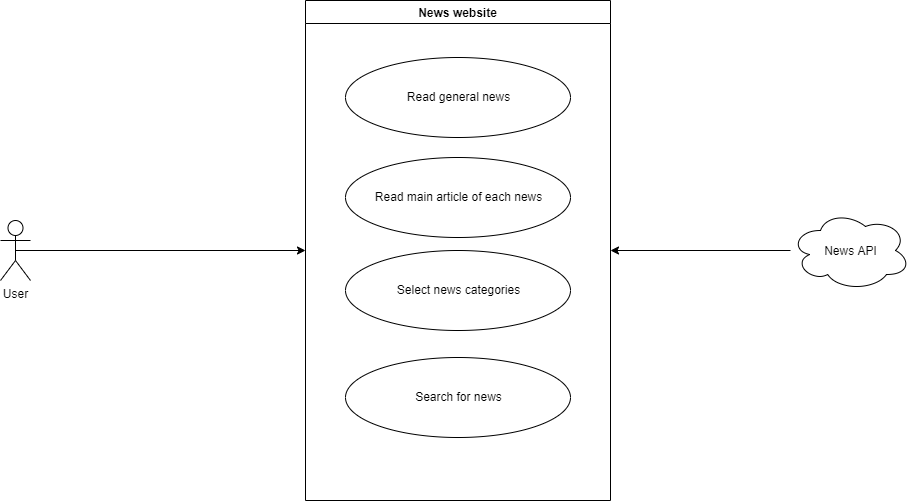 News website
Read general news
Read main article of each news
User
News API
Select news categories
Search for news